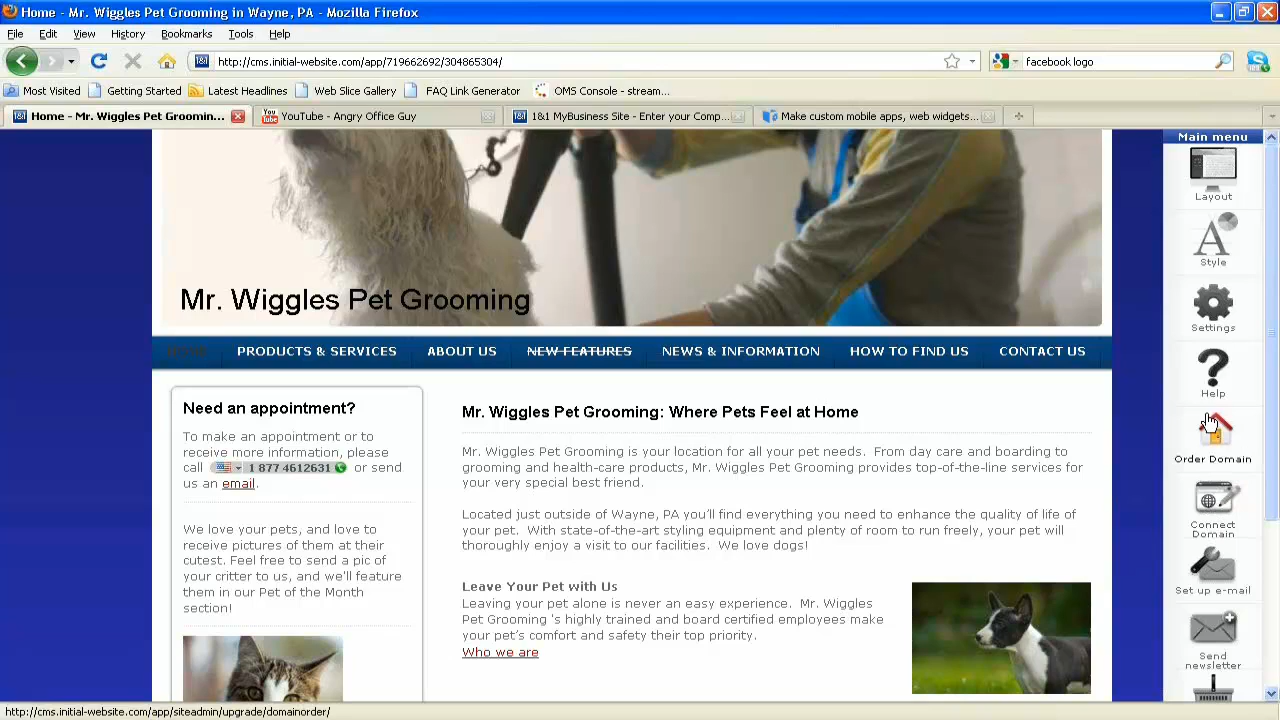 Home - Mr. Wiggles Pet Grooming in Wayne, PA - Mozilla Firefox
File Edit View History Bookmarks Tools Help
http://cms.initial-website.com/app/719662692/304865304/
facebook logo
Most Visited Getting Started Latest Headlines Web Slice Gallery FAQ Link Generator OMS Console - stream...
Home - Mr. Wiggles Pet Groomin... YouTube - Angry Office Guy 1&1 MyBusiness Site - Enter your Comp... Make custom mobile apps, web widgets...
Main menu
Layout
Style
Settings
Help
Order Domain
Connect
Domain
Set up e-mail
Send
newsletter
Mr. Wiggles Pet Grooming
HOME PRODUCTS & SERVICES ABOUT US NEW FEATURES NEWS & INFORMATION HOW TO FIND US CONTACT US
Need an appointment?
To make an appointment or to
receive more information, please
call 1 877 4612631 or send
us an email.
We love your pets, and love to
receive pictures of them at their
cutest. Feel free to send a pic of
your critter to us, and we'll feature
them in our Pet of the Month
section!
Mr. Wiggles Pet Grooming: Where Pets Feel at Home
Mr. Wiggles Pet Grooming is your location for all your pet needs. From day care and boarding to
grooming and health-care products, Mr. Wiggles Pet Grooming provides top-of-the-line services for
your very special best friend.
Located just outside of Wayne, PA you'll find everything you need to enhance the quality of life of
your pet. With state-of-the-art styling equipment and plenty of room to run freely, your pet will
thoroughly enjoy a visit to our facilities. We love dogs!
Leave Your Pet with Us
Leaving your pet alone is never an easy experience. Mr. Wiggles
Pet Grooming 's highly trained and board certified employees make
your pet's comfort and safety their top priority.
Who we are
http://cms.initial-website.com/app/siteadmin/upgrade/domainorder/